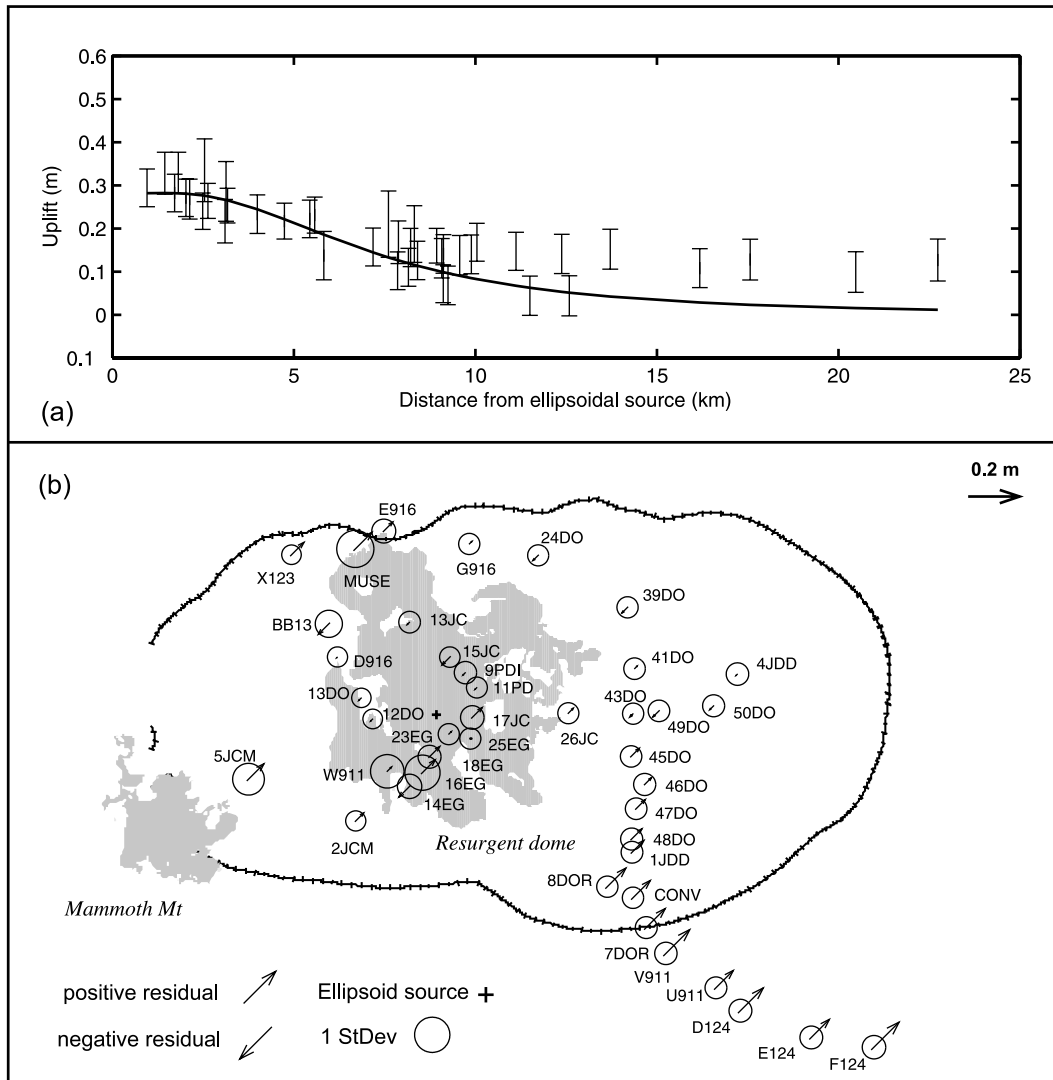 0.6
0.5
0.4
0.3
0.2
0.1
0
0.1
Uplift (m)
0 5 10 15 20 25
Distance from ellipsoidal source (km)
(a)
(b)
0.2 m
E916
X123
MUSE
G916
24DO
BB13
13JC
39DO
D916
15JC
9PDI
41DO
4JDD
13DO
11PD
12DO
17JC
43DO
50DO
49DO
23EG
25EG
26JC
5JCM
18EG
45DO
W911
16EG
46DO
14EG
47DO
2JCM
Resurgent dome
48DO
1JDD
8DOR
CONV
Mammoth Mt
7DOR
V911
U911
D124
E124
F124
positive residual
Ellipsoid source +
negative residual
1 StDev